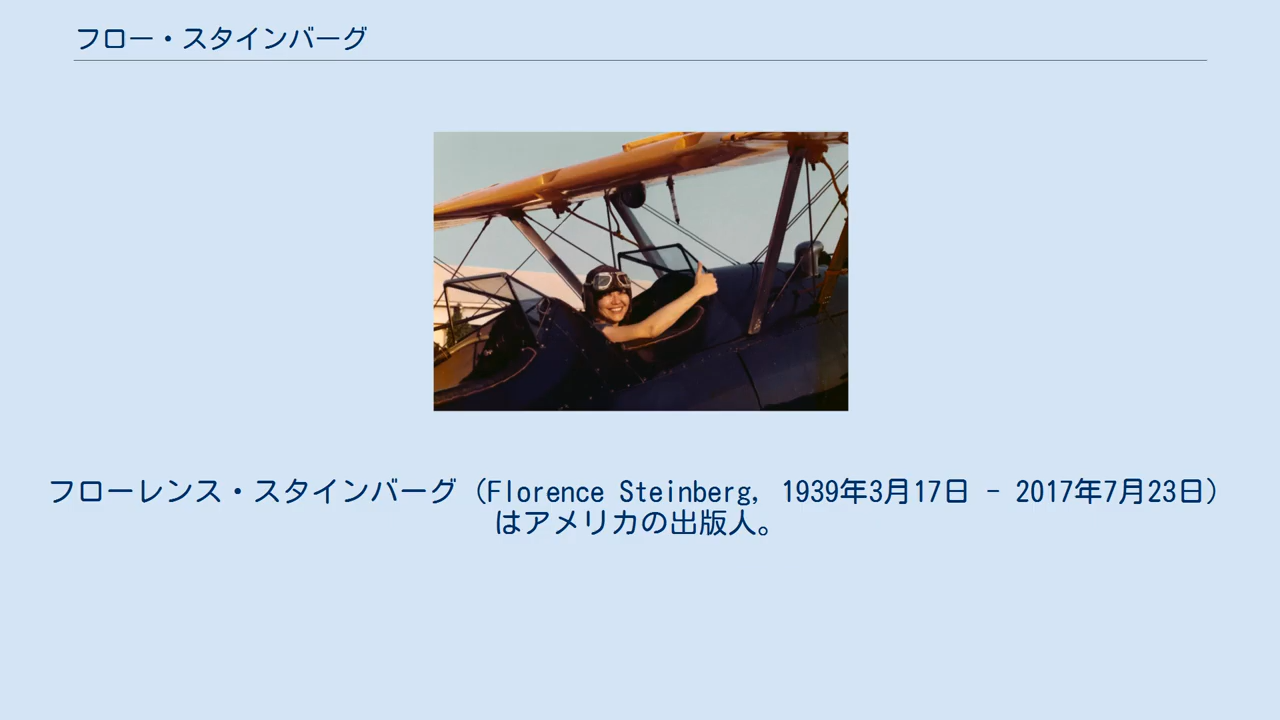 フロー・スタインバーグ
フローレンス・スタインバーグ（Florence Steinberg, 1939年3月17日 - 2017年7月23日）
はアメリカの出版人。